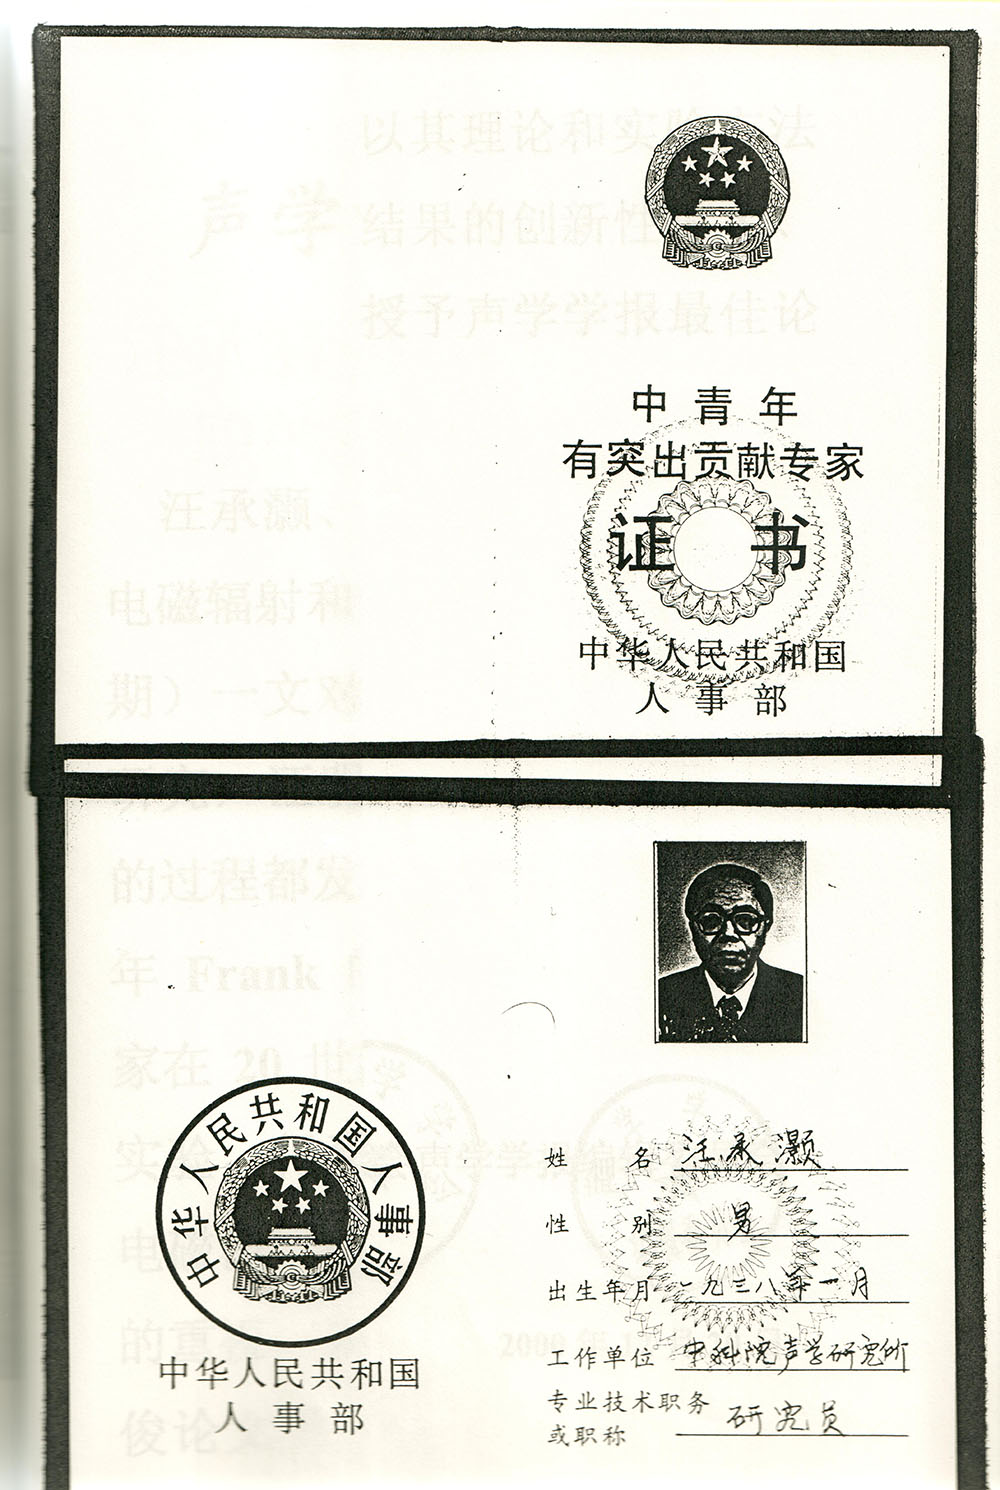 中青年
有突出贡献专家
证书
中华人民共和国
人事部
中华人民共和国人事部
中华人民共和国
人事部
姓名 汪承灏
性别 男
出生年月 一九三八年一月
工作单位 中科院声学研究所
专业技术职务
或职称 研究员
以其理论和实
法
结果的创新性
授予声学学报最佳论
声学
汪承灏
电磁辐射和
期）一文对
的过程都发
年 Frank
家在 20 世
的重
俊论